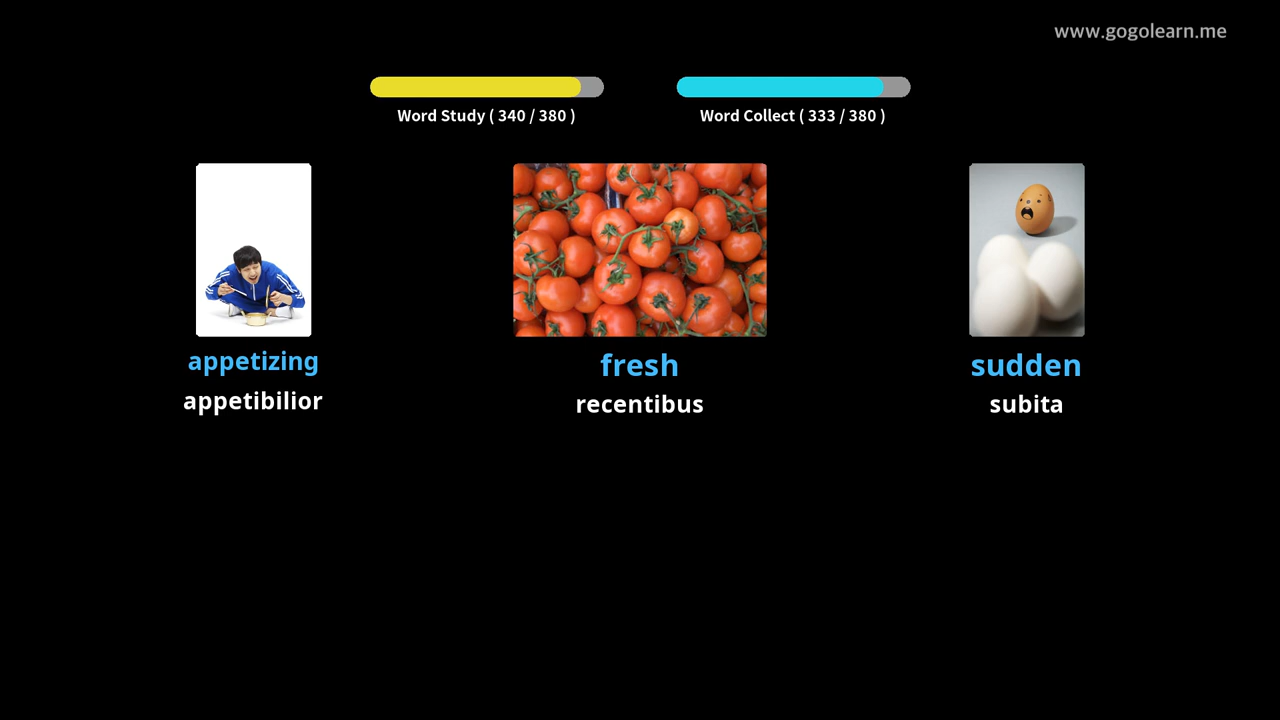 www.gogolearn.me
Word Study ( 340 / 380 )
Word Collect ( 333 / 380 )
appetizing
appetibilior
fresh
recentibus
sudden
subita